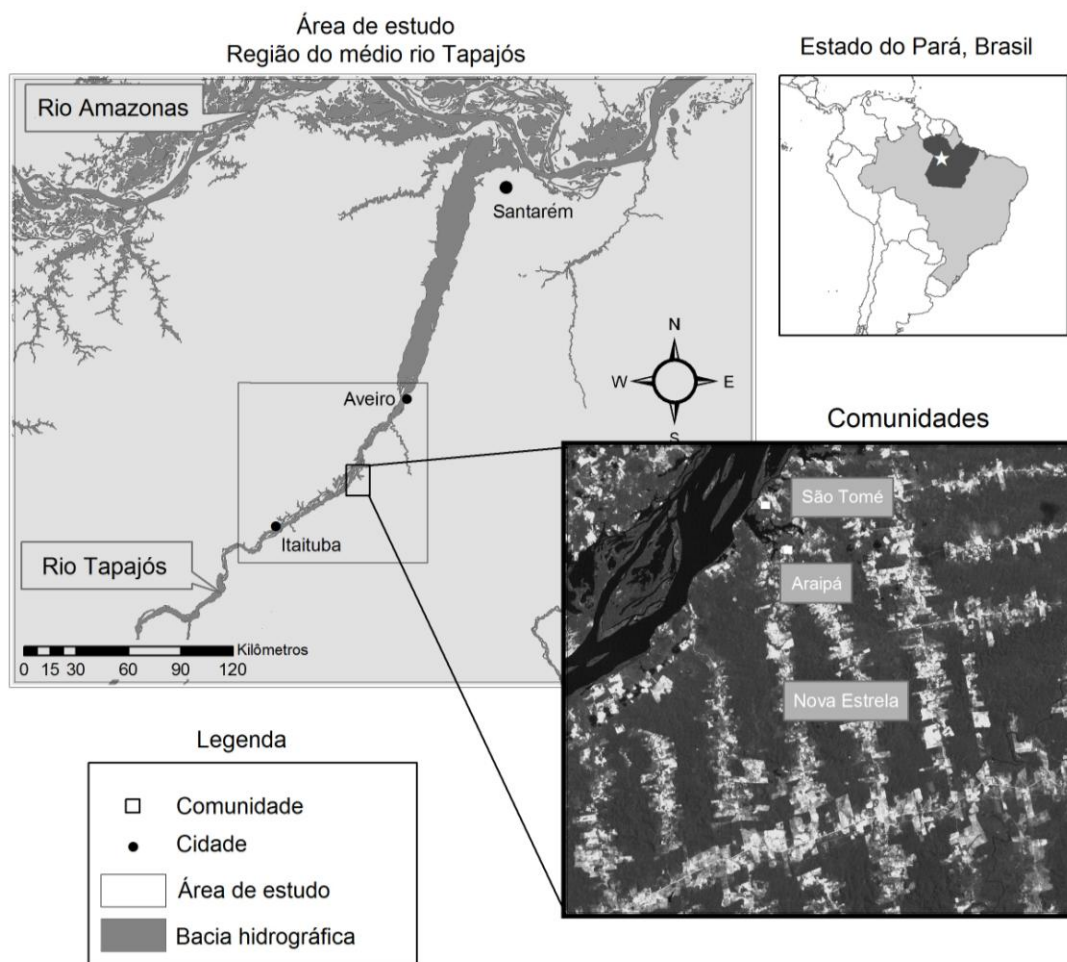 Área de estudo
Região do médio rio Tapajós
Estado do Pará, Brasil
Rio Amazonas
Santarém
N
W
E
S
Aveiro
Comunidades
São Tomé
Itaituba
Rio Tapajós
Araipá
Kilômetros
0 15 30 60 90 120
Nova Estrela
Legenda
Comunidade
Cidade
Área de estudo
Bacia hidrográfica